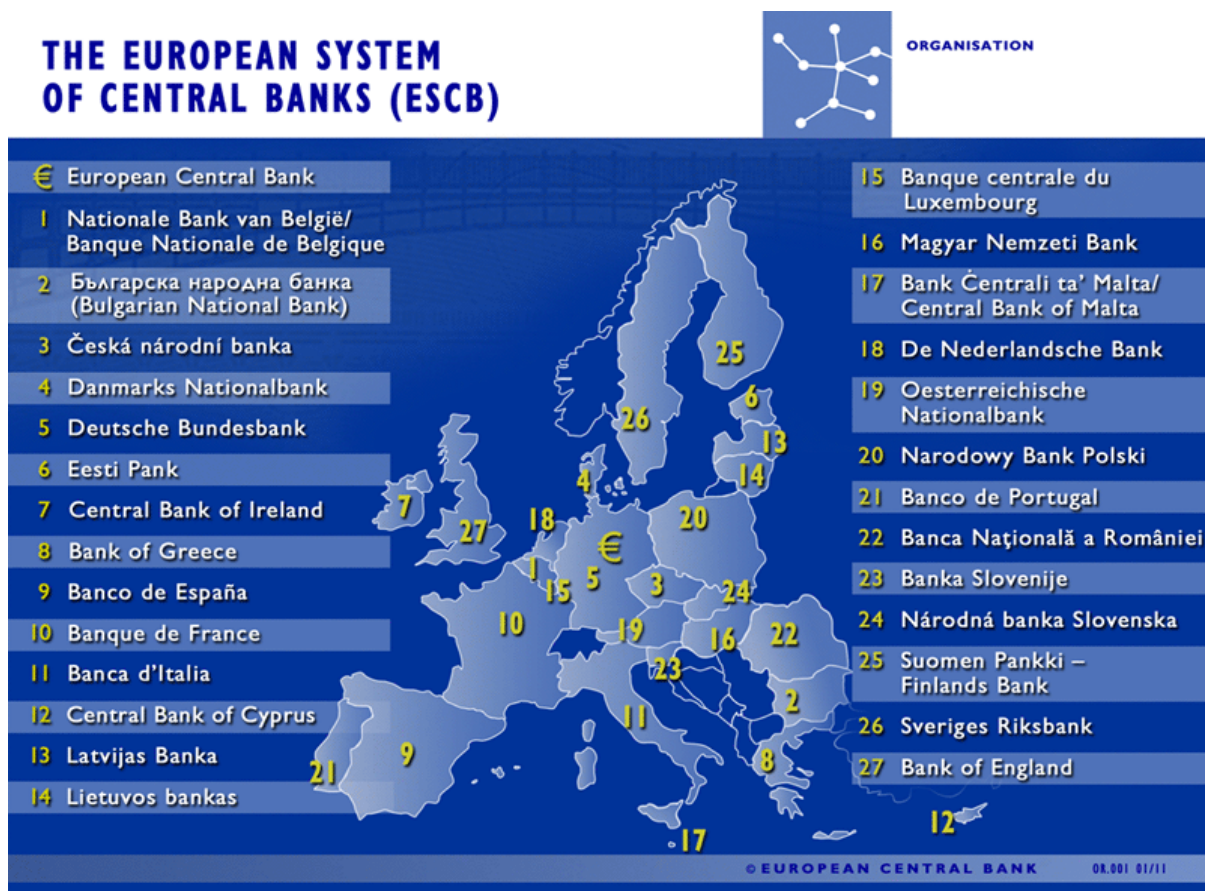 THE EUROPEAN SYSTEM
OF CENTRAL BANKS (ESCB)
ORGANISATION
€ European Central Bank
1 Nationale Bank van België/
Banque Nationale de Belgique
2 Българска народна банка
(Bulgarian National Bank)
3 Česká národní banka
4 Danmarks Nationalbank
5 Deutsche Bundesbank
6 Eesti Pank
7 Central Bank of Ireland
8 Bank of Greece
9 Banco de España
10 Banque de France
11 Banca d'Italia
12 Central Bank of Cyprus
13 Latvijas Banka
14 Lietuvos bankas
15 Banque centrale du
Luxembourg
16 Magyar Nemzeti Bank
17 Bank Ċentrali ta' Malta/
Central Bank of Malta
18 De Nederlandsche Bank
19 Oesterreichische
Nationalbank
20 Narodowy Bank Polski
21 Banco de Portugal
22 Banca Naţională a României
23 Banka Slovenije
24 Národná banka Slovenska
25 Suomen Pankki –
Finlands Bank
26 Sveriges Riksbank
27 Bank of England
25
6
26
13
14
4
7
20
18
27
€
1
5
3
15
24
10
19
16
22
23
2
11
9
8
21
12
17
© EUROPEAN CENTRAL BANK OR.001 01/11